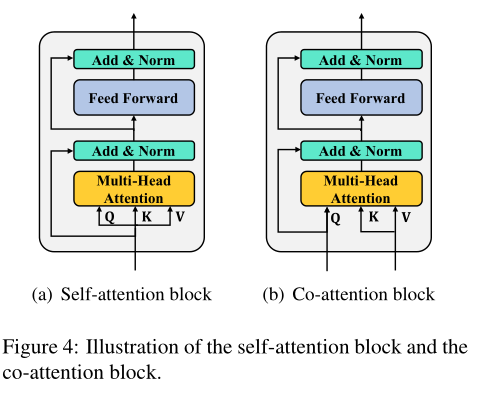 Add & Norm
Feed Forward
Add & Norm
Multi-Head
Attention
Q K V
(a) Self-attention block
Add & Norm
Feed Forward
Add & Norm
Multi-Head
Attention
Q K V
(b) Co-attention block
Figure 4: Illustration of the self-attention block and the
co-attention block.